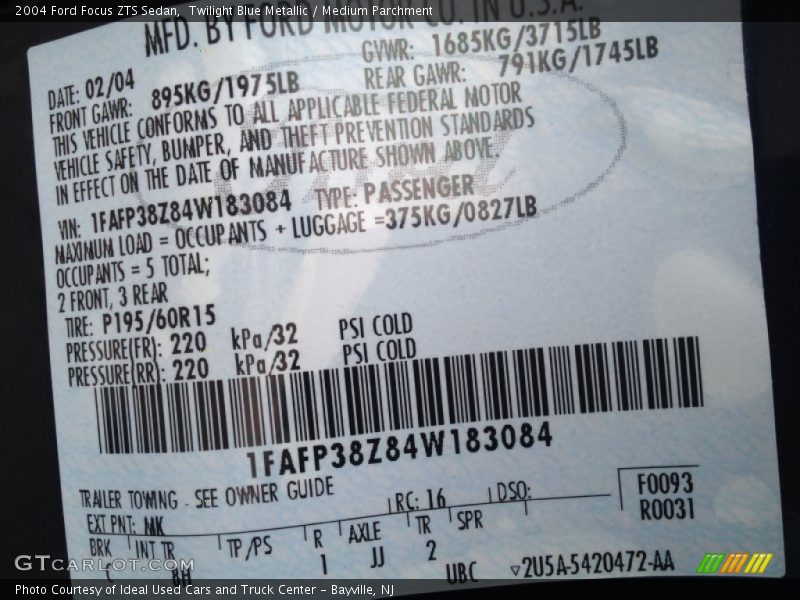 2004 Ford Focus ZTS Sedan,  Twilight Blue Metallic / Medium Parchment
MFD. BY FORD MOTOR CO. IN U.S.A.
DATE: 02/04 GVWR: 1685KG/3715LB
FRONT GAWR: 895KG/1975LB REAR GAWR: 791KG/1745LB
THIS VEHICLE CONFORMS TO ALL APPLICABLE FEDERAL MOTOR
VEHICLE SAFETY, BUMPER, AND THEFT PREVENTION STANDARDS
IN EFFECT ON THE DATE OF MANUFACTURE SHOWN ABOVE.
VIN: 1FAFP38Z84W183084 TYPE: PASSENGER
MAXIMUM LOAD = OCCUPANTS + LUGGAGE =375KG/0827LB
OCCUPANTS = 5 TOTAL;
2 FRONT, 3 REAR
TIRE: P195/60R15
PRESSURE(FR): 220 kPa/32 PSI COLD
PRESSURE(RR): 220 kPa/32 PSI COLD
1FAFP38Z84W183084
TRAILER TOWING - SEE OWNER GUIDE
EXT PNT: MK RC: 16 DSO: F0093
R0031
BRK INT TR TP/PS R AXLE TR SPR
C BH 1 JJ 2
UBC ▽2U5A-5420472-AA
GTcarlot.com
Photo Courtesy of Ideal Used Cars and Truck Center – Bayville, NJ